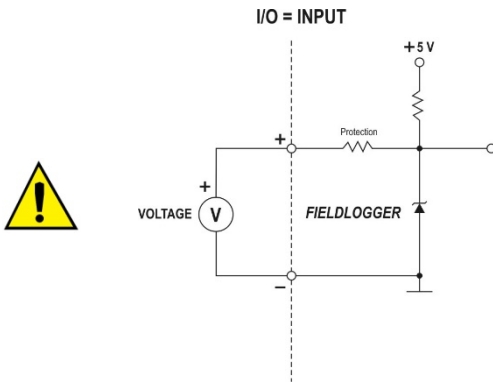 I/O = INPUT
+5 V
+
Protection
+
VOLTAGE
V
FIELDLOGGER
−